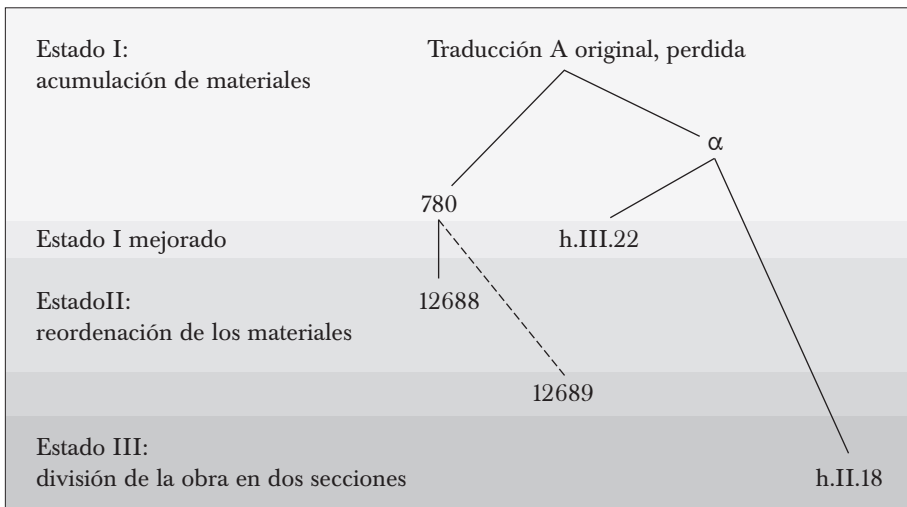 Estado I:
acumulación de materiales
Traducción A original, perdida
α
780
Estado I mejorado
h.III.22
EstadoII:
reordenación de los materiales
12688
12689
Estado III:
división de la obra en dos secciones
h.II.18